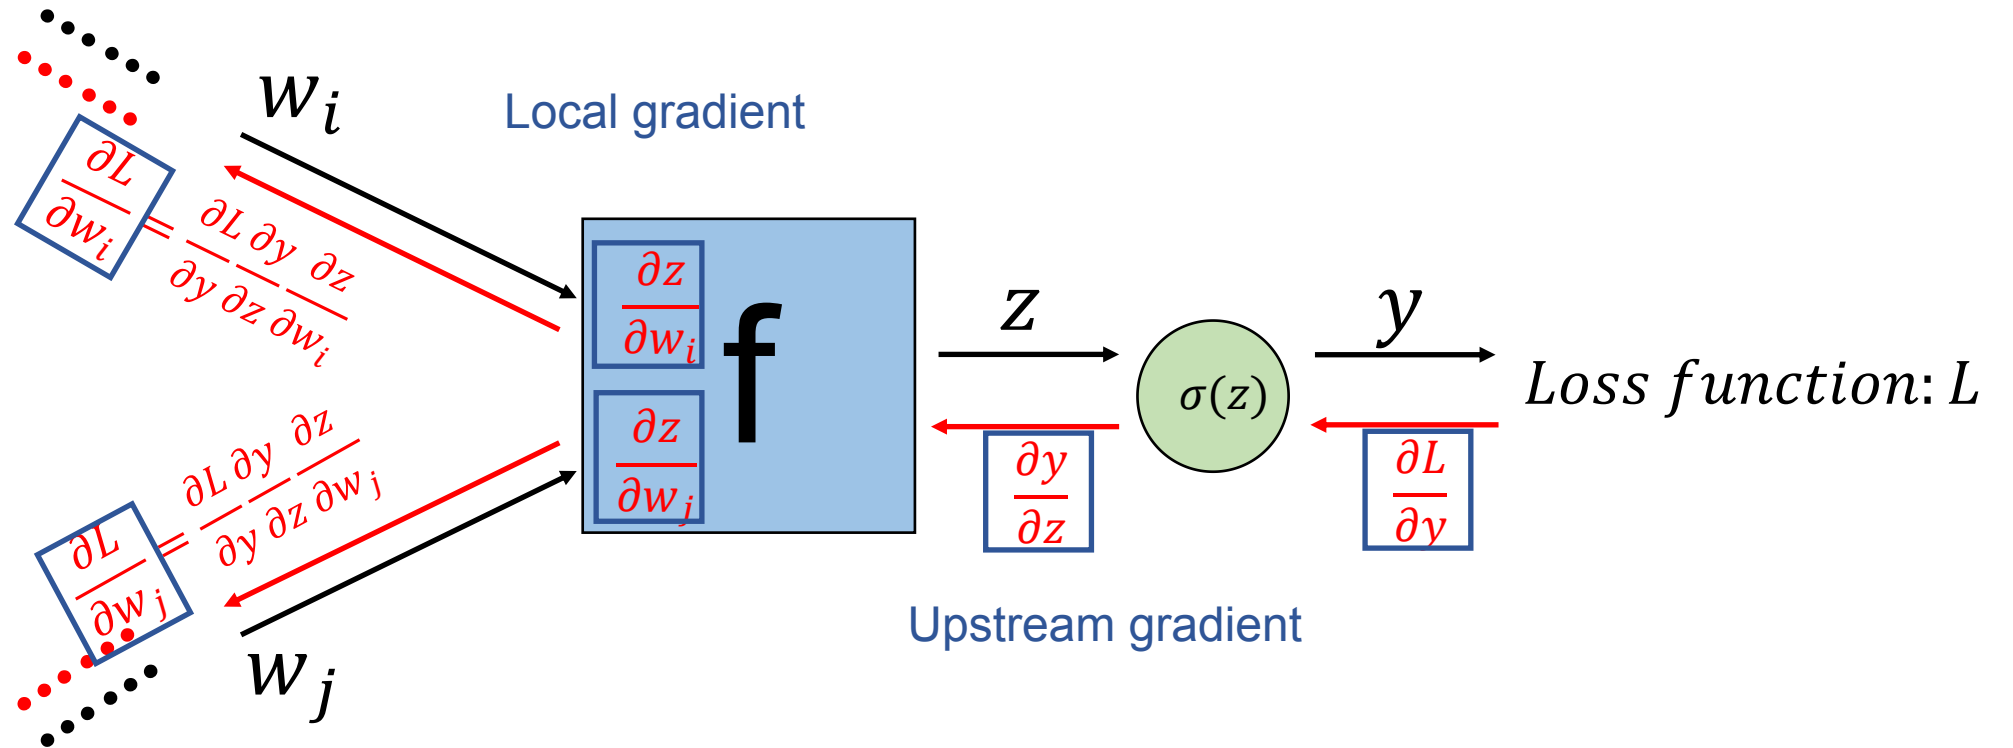 w_i
Local gradient
∂L/∂w_i = ∂L/∂y ∂y/∂z ∂z/∂w_i
∂z/∂w_i
f
∂z/∂w_j
z
σ(z)
y
Loss function: L
∂y/∂z
∂L/∂y
Upstream gradient
∂L/∂w_j = ∂L/∂y ∂y/∂z ∂z/∂w_j
w_j